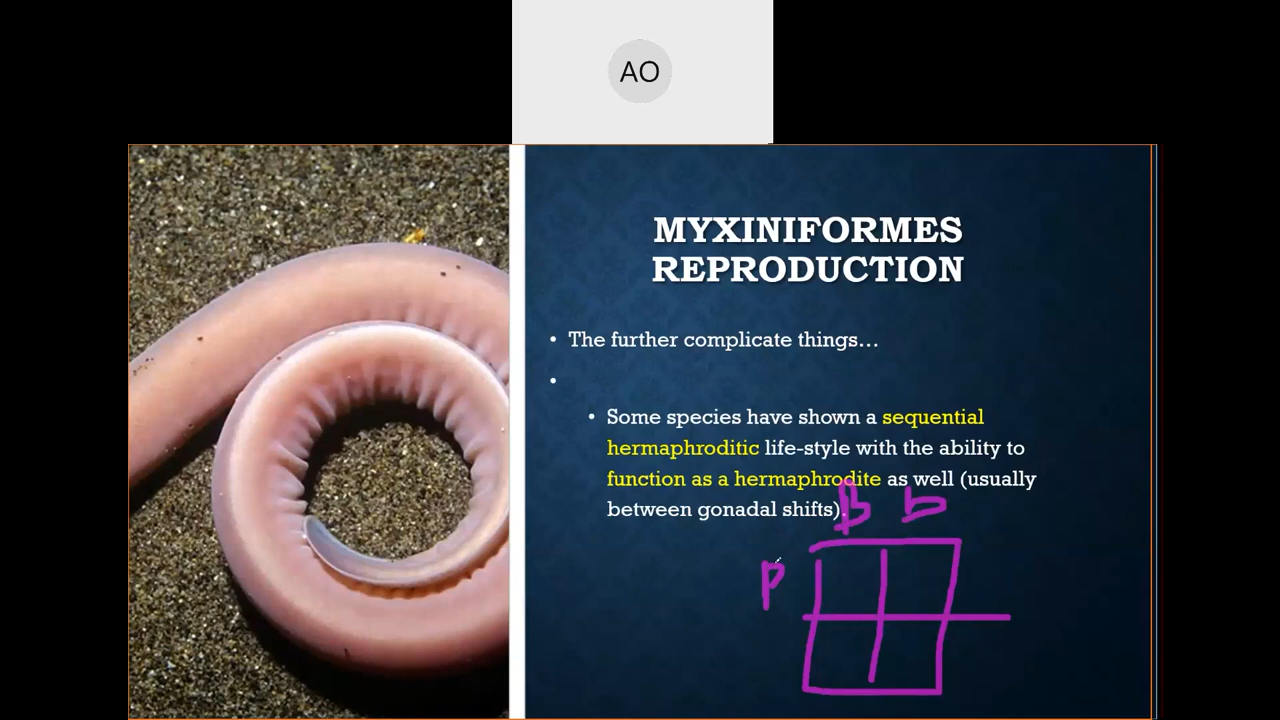 AO
MYXINIFORMES
REPRODUCTION
• The further complicate things...
•
• Some species have shown a sequential
hermaphroditic life-style with the ability to
function as a hermaphrodite as well (usually
between gonadal shifts).
B b
P